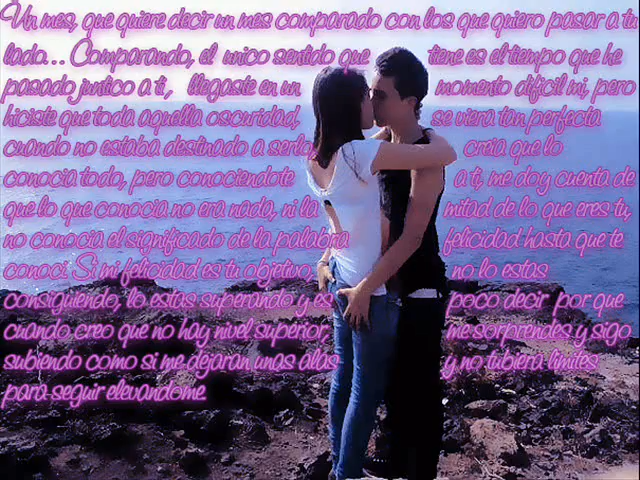 Un mes, que quiere decir un mes comparado con los que quiero pasar a tu
lado... Comparando, el unico sentido que tiene es el tiempo que he
pasado juntico a ti, llegaste en un momento dificil mi, pero
hiciste que toda aquella oscuridad, se viera tan perfecta
cuando no estaba destinado a serlo creia que lo
conocia todo, pero conociendote a ti, me doy cuenta de
que lo que conocia no era nada, ni la mitad de lo que eres tu,
no conocia el significado de la palabra felicidad hasta que te
conoci. Si mi felicidad es tu objetivo, no lo estas
consiguiendo, lo estas superando y es poco decir por que
cuando creo que no hay nivel superior, me sorprendes y sigo
subiendo como si me dejaran unas alas y no tubiera limites
para seguir elevandome.